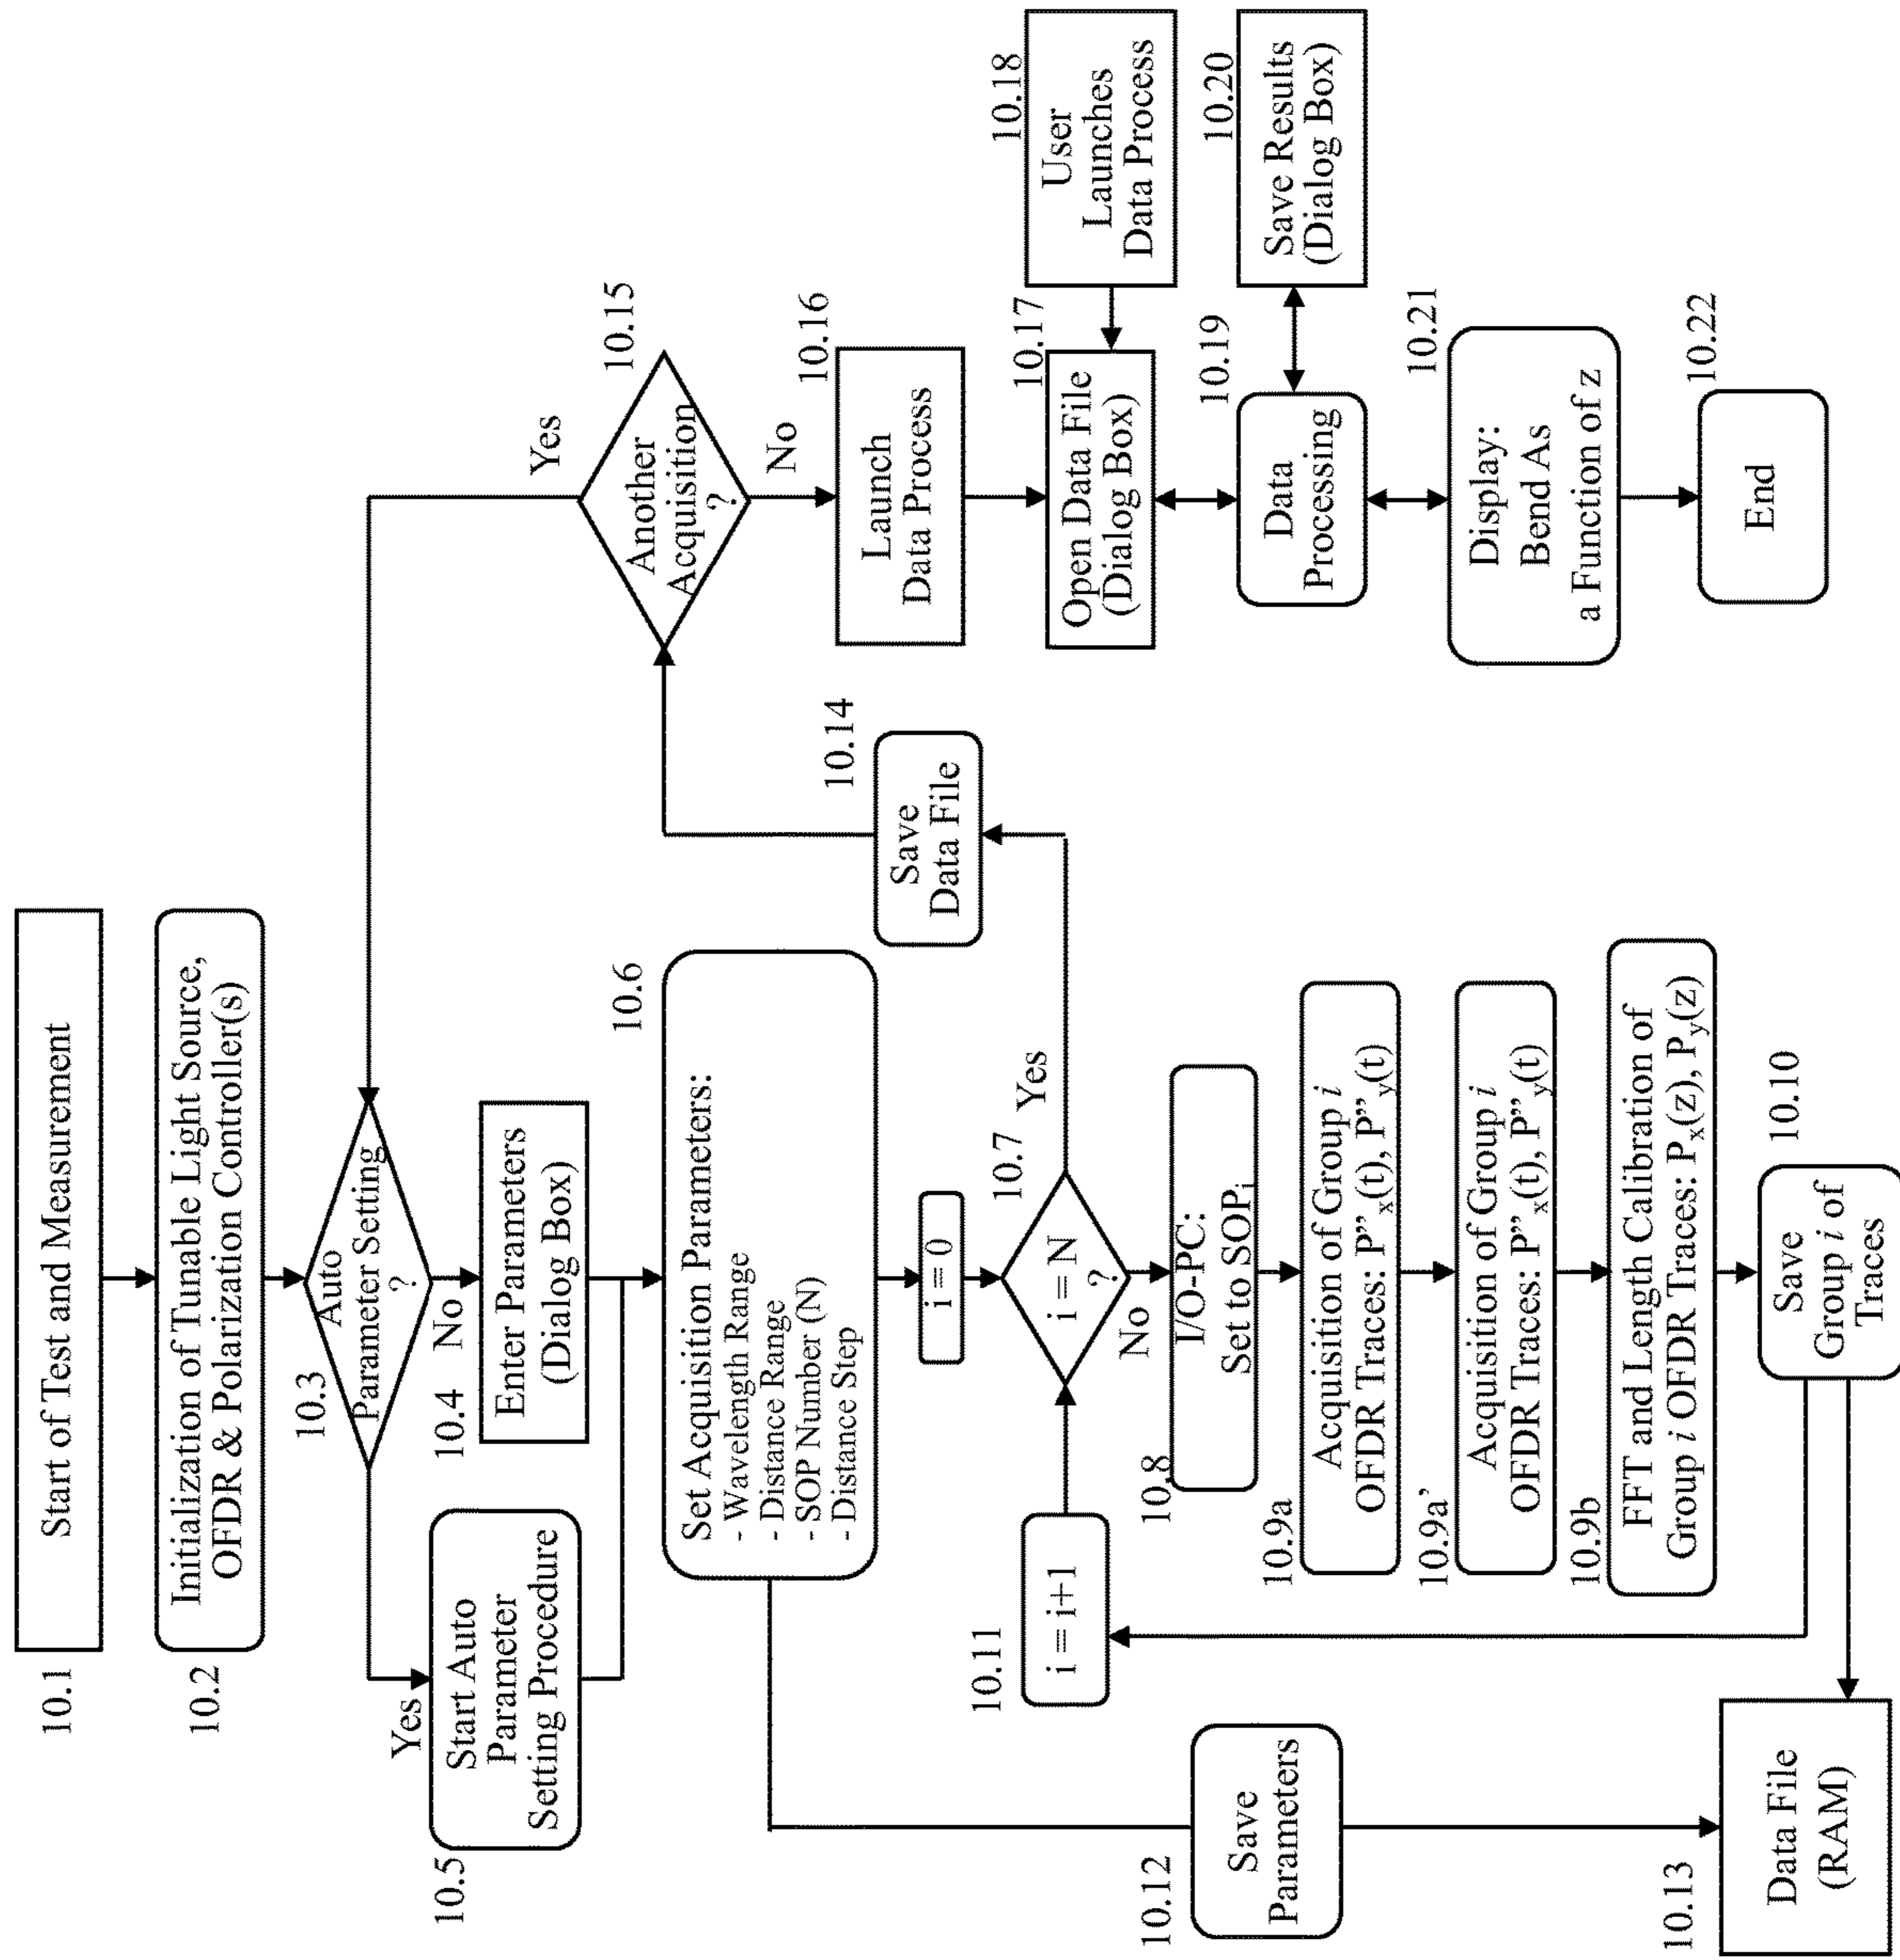 10.1
Start of Test and Measurement
10.2
Initialization of Tunable Light Source,
OFDR & Polarization Controller(s)
10.3
Auto
Parameter Setting
?
Yes
No
10.4
Enter Parameters
(Dialog Box)
10.5
Start Auto
Parameter
Setting Procedure
10.6
Set Acquisition Parameters:
- Wavelength Range
- Distance Range
- SOP Number (N)
- Distance Step
i = 0
10.7
i = N
?
Yes
No
10.8
I/O-PC:
Set to SOPi
10.9a
Acquisition of Group i
OFDR Traces: P”x(t), P”y(t)
10.9a’
Acquisition of Group i
OFDR Traces: P”x(t), P”y(t)
10.9b
FFT and Length Calibration of
Group i OFDR Traces: Px(z), Py(z)
10.10
Save
Group i of
Traces
10.11
i = i+1
10.12
Save
Parameters
10.13
Data File
(RAM)
10.14
Save
Data File
10.15
Another
Acquisition
?
Yes
No
10.16
Launch
Data Process
10.17
Open Data File
(Dialog Box)
10.18
User
Launches
Data Process
10.19
Data
Processing
10.20
Save Results
(Dialog Box)
10.21
Display:
Bend As
a Function of z
10.22
End